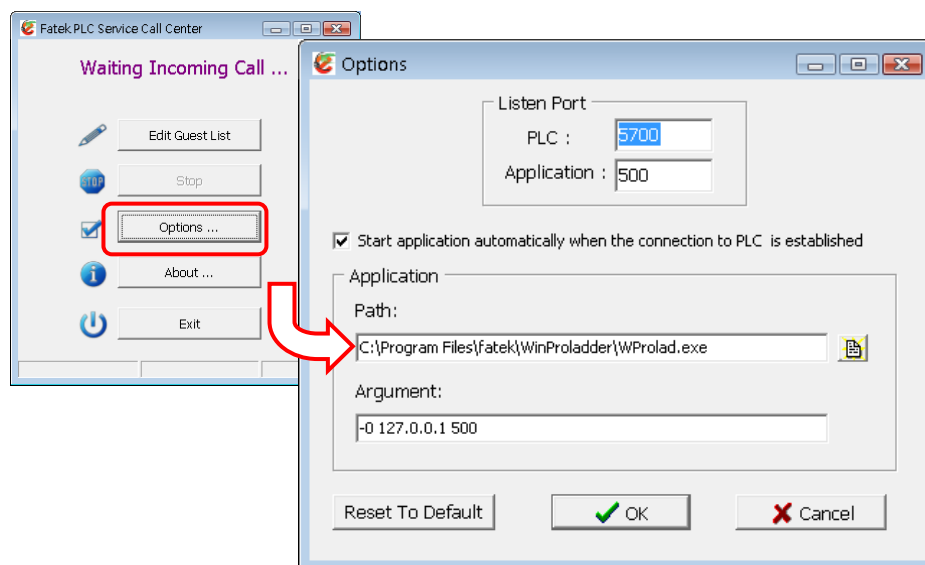 Fatek PLC Service Call Center
Waiting Incoming Call ...
Edit Guest List
STOP
Stop
Options ...
About ...
Exit
Options
Listen Port
PLC :
5700
Application :
500
Start application automatically when the connection to PLC is established
Application
Path:
C:\Program Files\fatek\WinProladder\WProlad.exe
Argument:
-0 127.0.0.1 500
Reset To Default
OK
Cancel